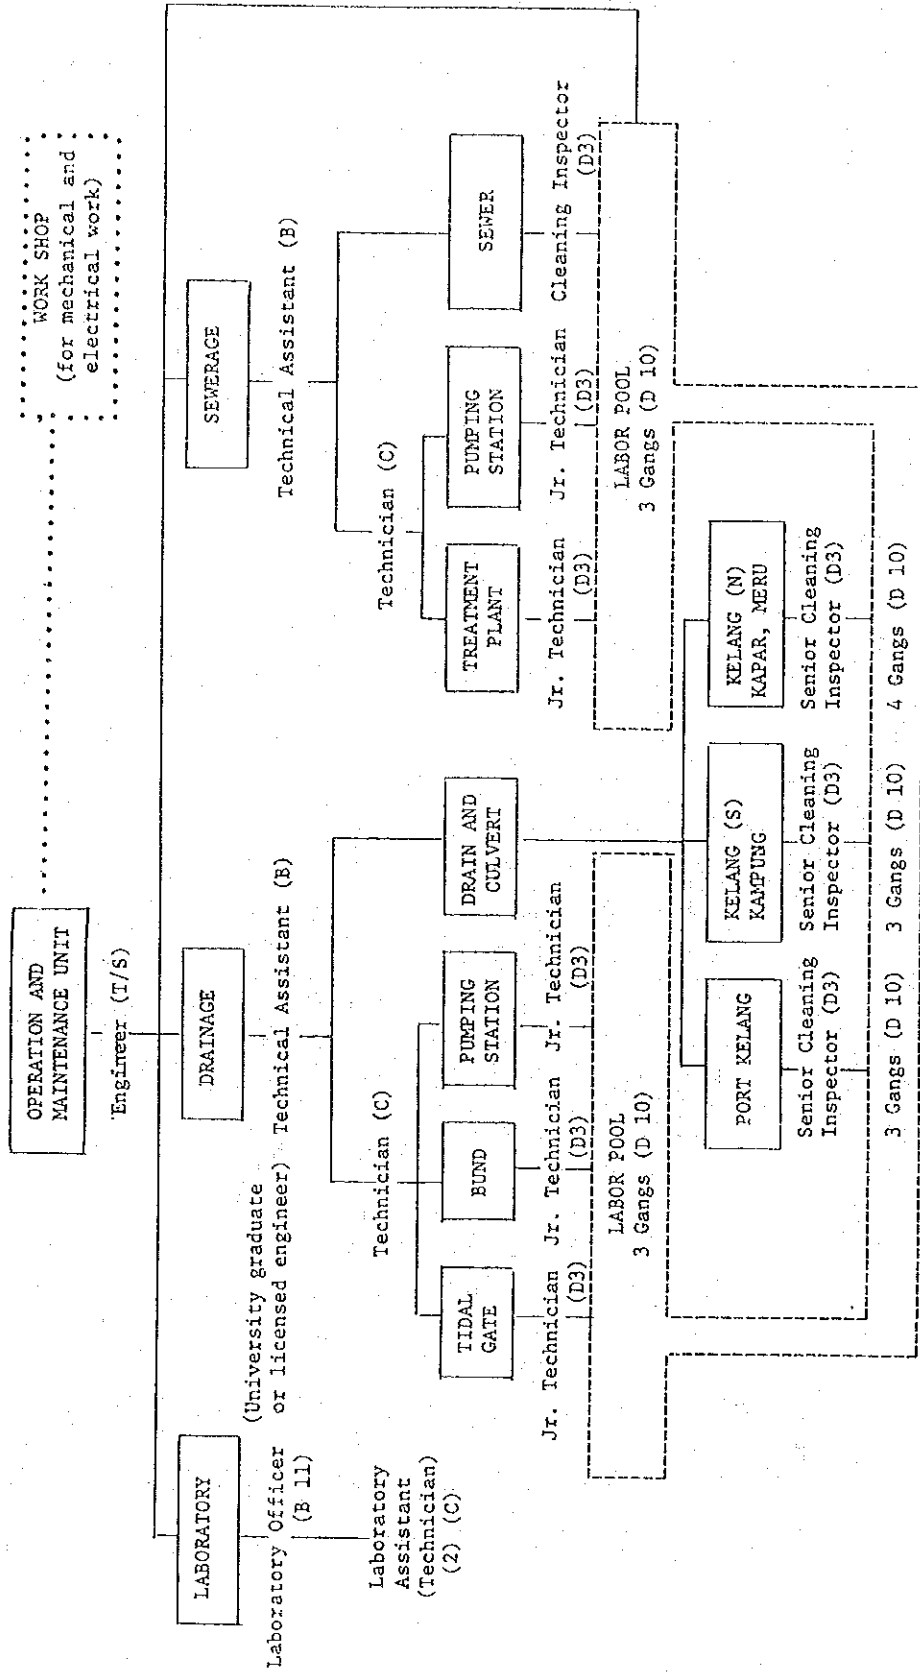 OPERATION AND
MAINTENANCE UNIT
Engineer (T/S)
WORK SHOP
(for mechanical and
electrical work)
LABORATORY
Laboratory Officer
(B 11)
Laboratory
Assistant
(Technician)
(2) (C)
DRAINAGE
(University graduate
or licensed engineer)
Technical Assistant (B)
Technician (C)
TIDAL
GATE
Jr. Technician
(D3)
BUND
Jr. Technician
(D3)
PUMPING
STATION
Jr. Technician
(D3)
DRAIN AND
CULVERT
LABOR POOL
3 Gangs (D 10)
PORT KELANG
Senior Cleaning
Inspector (D3)
3 Gangs (D 10)
KELANG (S)
KAMPUNG
Senior Cleaning
Inspector (D3)
3 Gangs (D 10)
KELANG (N)
KAPAR, MERU
Senior Cleaning
Inspector (D3)
4 Gangs (D 10)
SEWERAGE
Technical Assistant (B)
Technician (C)
TREATMENT
PLANT
Jr. Technician
(D3)
PUMPING
STATION
Jr. Technician
(D3)
SEWER
Cleaning Inspector
(D3)
LABOR POOL
3 Gangs (D 10)